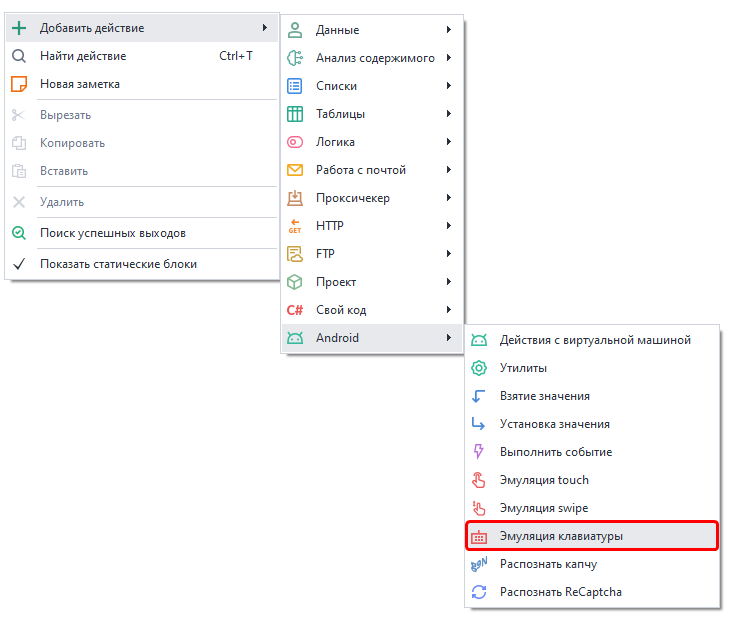 Добавить действие
Найти действие Ctrl+T
Новая заметка
Вырезать
Копировать
Вставить
Удалить
Поиск успешных выходов
Показать статические блоки
Данные
Анализ содержимого
Списки
Таблицы
Логика
Работа с почтой
Проксичекер
GET HTTP
FTP
Проект
C# Свой код
Android
Действия с виртуальной машиной
Утилиты
Взятие значения
Установка значения
Выполнить событие
Эмуляция touch
Эмуляция swipe
Эмуляция клавиатуры
Распознать капчу
Распознать ReCaptcha